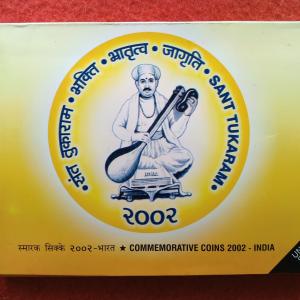 संत तुकाराम • भक्ति • भ्रातृत्व • जागृति • SANT TUKARAM •
२००२
स्मारक सिक्के २००२-भारत ★ COMMEMORATIVE COINS 2002 - INDIA